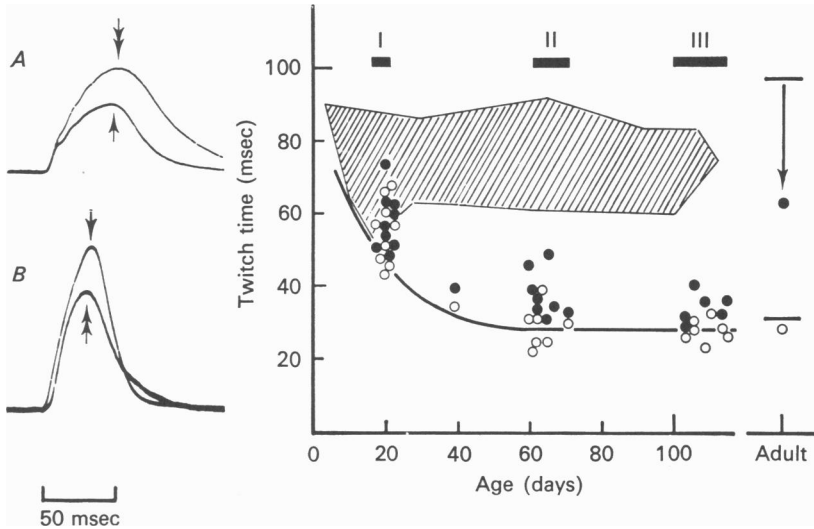 A
B
50 msec
I
II
III
100
80
60
40
20
Twitch time (msec)
0
20
40
60
80
100
Adult
Age (days)